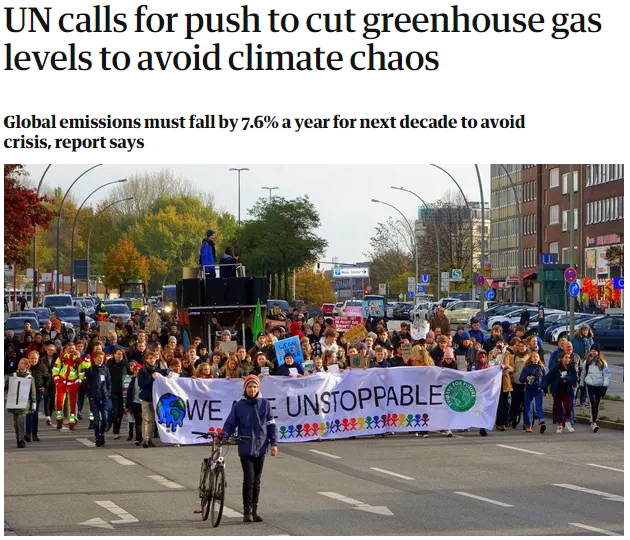 UN calls for push to cut greenhouse gas
levels to avoid climate chaos
Global emissions must fall by 7.6% a year for next decade to avoid
crisis, report says
WE ARE UNSTOPPABLE
U
U